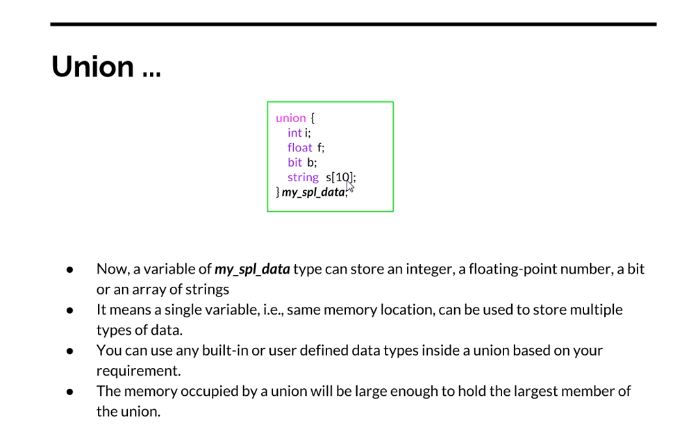 Union ...
union {
int i;
float f;
bit b;
string s[10];
} my_spl_data;
● Now, a variable of my_spl_data type can store an integer, a floating-point number, a bit
or an array of strings
● It means a single variable, i.e., same memory location, can be used to store multiple
types of data.
● You can use any built-in or user defined data types inside a union based on your
requirement.
● The memory occupied by a union will be large enough to hold the largest member of
the union.